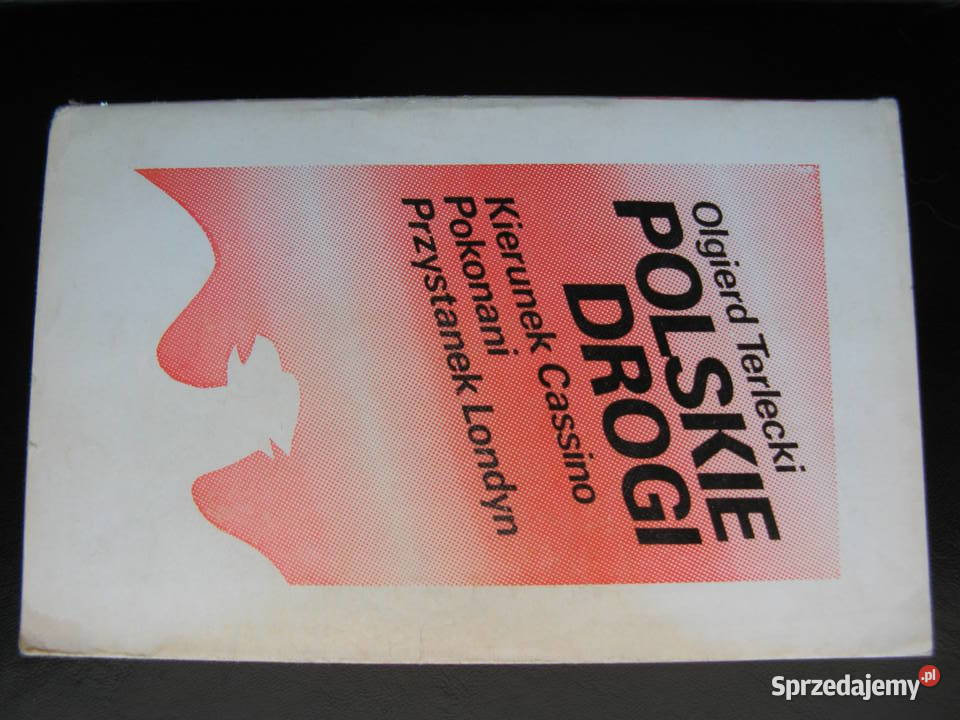 Olgierd Terlecki
POLSKIE
DROGI
Kierunek Cassino
Pokonani
Przystanek Londyn
Sprzedajemy.pl